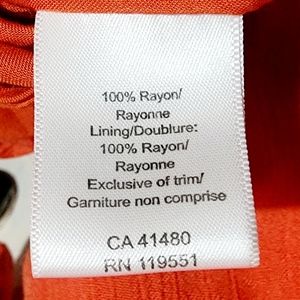 100% Rayon/
Rayonne
Lining/Doublure:
100% Rayon/
Rayonne
Exclusive of trim/
Garniture non comprise
CA 41480
RN 119551